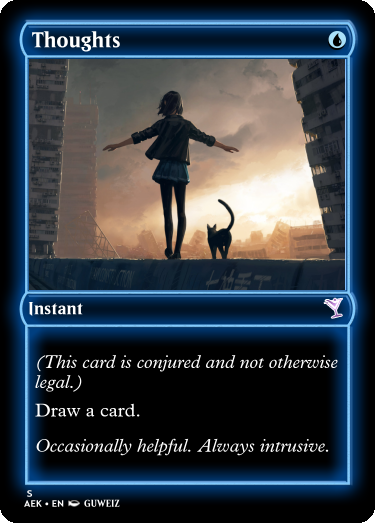 Thoughts
Instant
(This card is conjured and not otherwise
legal.)
Draw a card.
Occasionally helpful. Always intrusive.
S
AEK • EN GUWEIZ